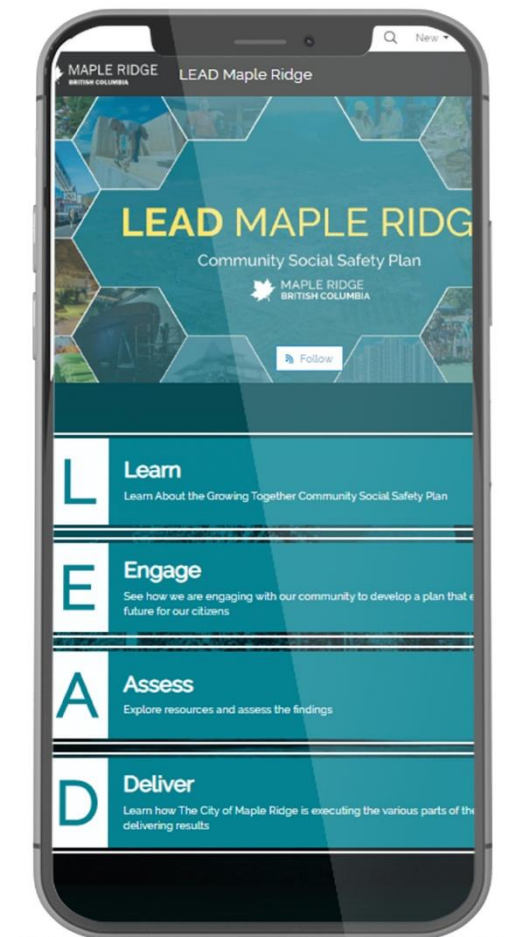 New
MAPLE RIDGE
BRITISH COLUMBIA
LEAD Maple Ridge
LEAD MAPLE RIDG
Community Social Safety Plan
MAPLE RIDGE
BRITISH COLUMBIA
Follow
L
Learn
Learn About the Growing Together Community Social Safety Plan
E
Engage
See how we are engaging with our community to develop a plan that e
future for our citizens
A
Assess
Explore resources and assess the findings
D
Deliver
Learn how The City of Maple Ridge is executing the various parts of the
delivering results